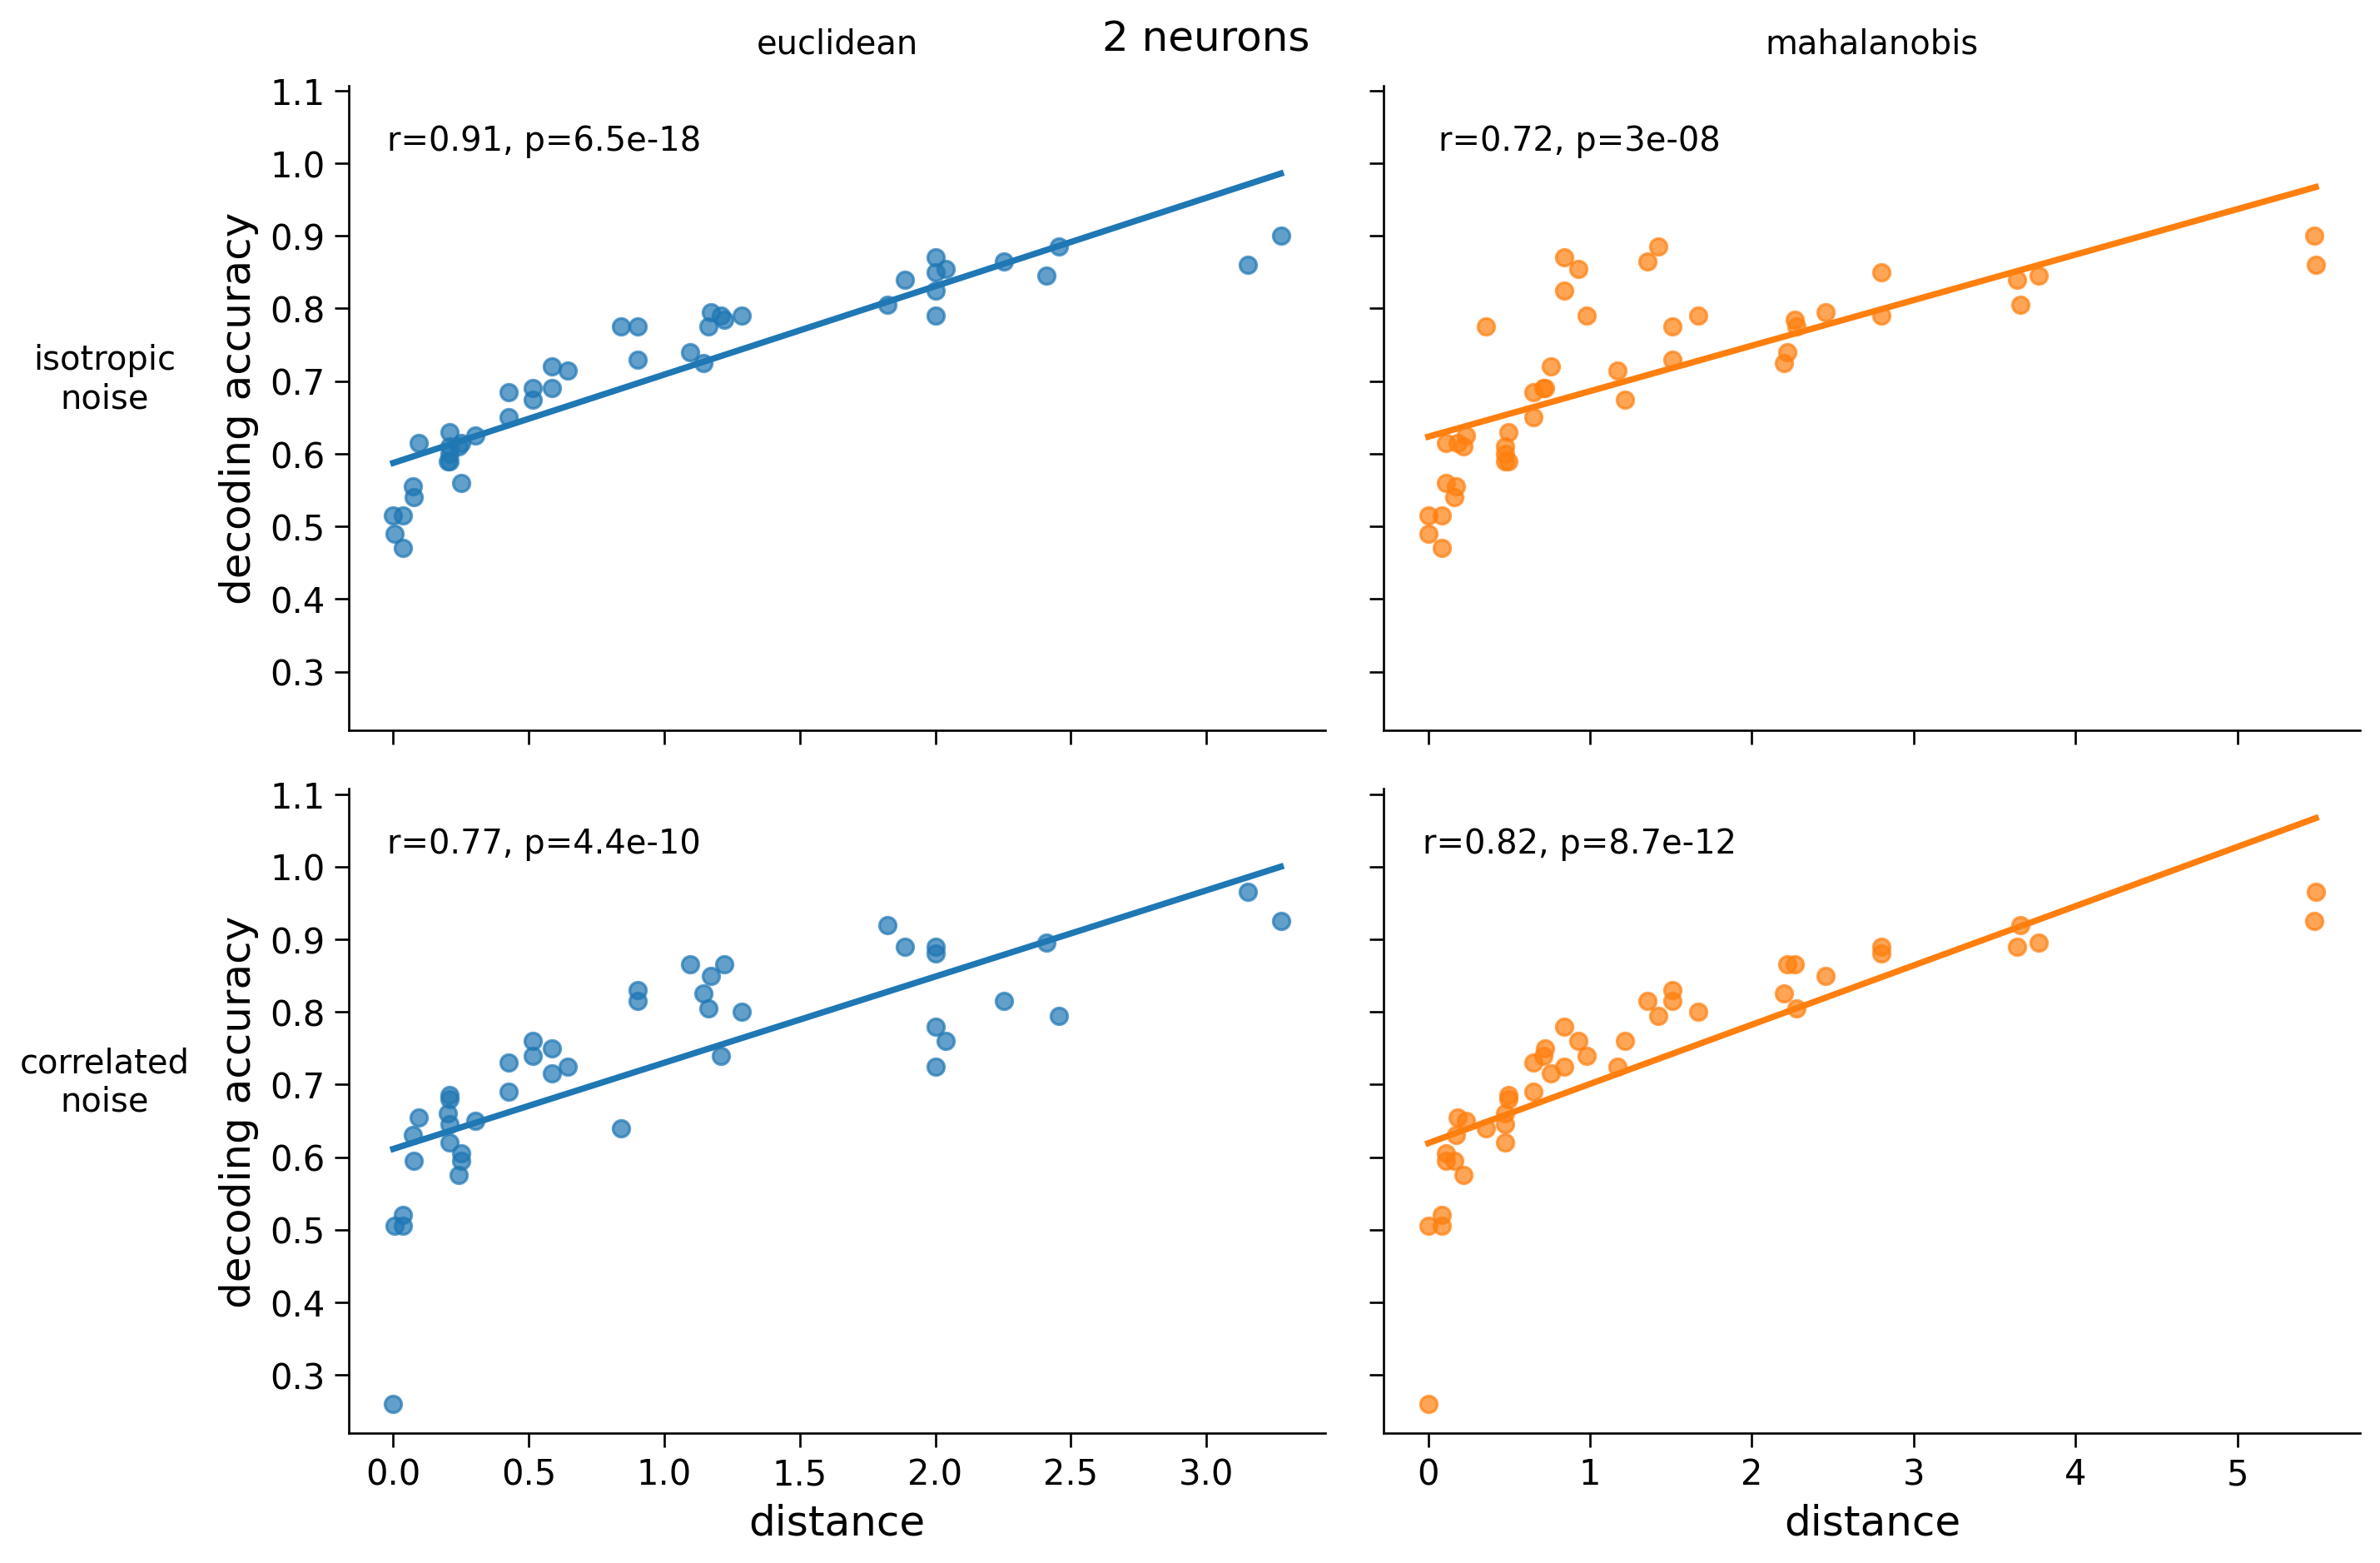 2 neurons
euclidean
mahalanobis
isotropic
noise
decoding accuracy
1.1
1.0
0.9
0.8
0.7
0.6
0.5
0.4
0.3
r=0.91, p=6.5e-18
r=0.72, p=3e-08
correlated
noise
decoding accuracy
1.1
1.0
0.9
0.8
0.7
0.6
0.5
0.4
0.3
r=0.77, p=4.4e-10
r=0.82, p=8.7e-12
0.0 0.5 1.0 1.5 2.0 2.5 3.0
distance
0 1 2 3 4 5
distance